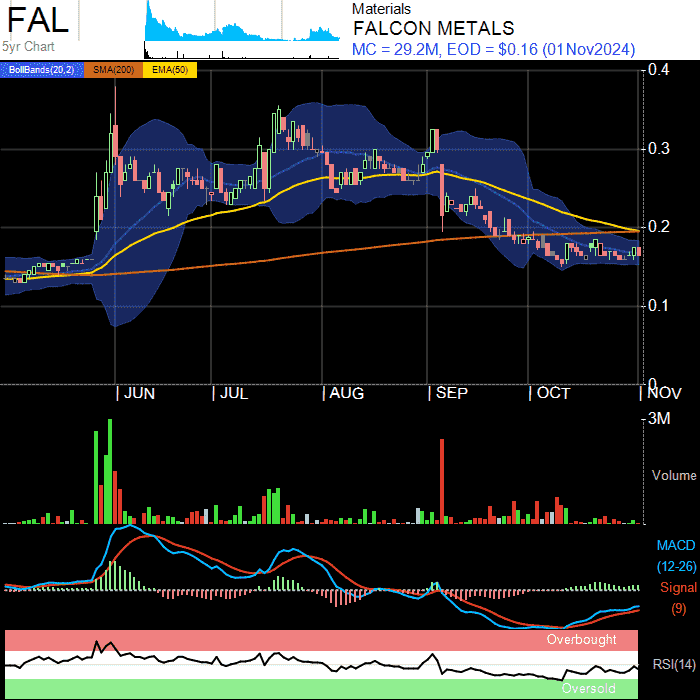 FAL
5yr Chart
Materials
FALCON METALS
MC = 29.2M, EOD = $0.16 (01Nov2024)
BollBands(20,2) SMA(200) EMA(50)
0.4
0.3
0.2
0.1
0
JUN JUL AUG SEP OCT NOV
3M
Volume
MACD
(12-26)
Signal
(9)
Overbought
RSI(14)
Oversold